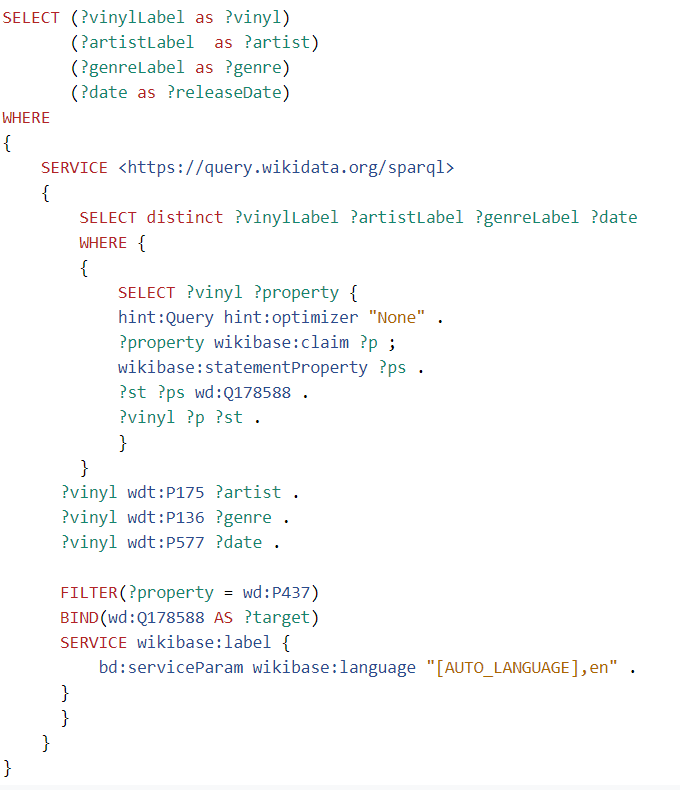 SELECT (?vinylLabel as ?vinyl)
(?artistLabel  as ?artist)
(?genreLabel as ?genre)
(?date as ?releaseDate)
WHERE
{
SERVICE <https://query.wikidata.org/sparql>
{
SELECT distinct ?vinylLabel ?artistLabel ?genreLabel ?date
WHERE {
{
SELECT ?vinyl ?property {
hint:Query hint:optimizer "None" .
?property wikibase:claim ?p ;
wikibase:statementProperty ?ps .
?st ?ps wd:Q178588 .
?vinyl ?p ?st .
}
}
?vinyl wdt:P175 ?artist .
?vinyl wdt:P136 ?genre .
?vinyl wdt:P577 ?date .
FILTER(?property = wd:P437)
BIND(wd:Q178588 AS ?target)
SERVICE wikibase:label {
bd:serviceParam wikibase:language "[AUTO_LANGUAGE],en" .
}
}
}
}